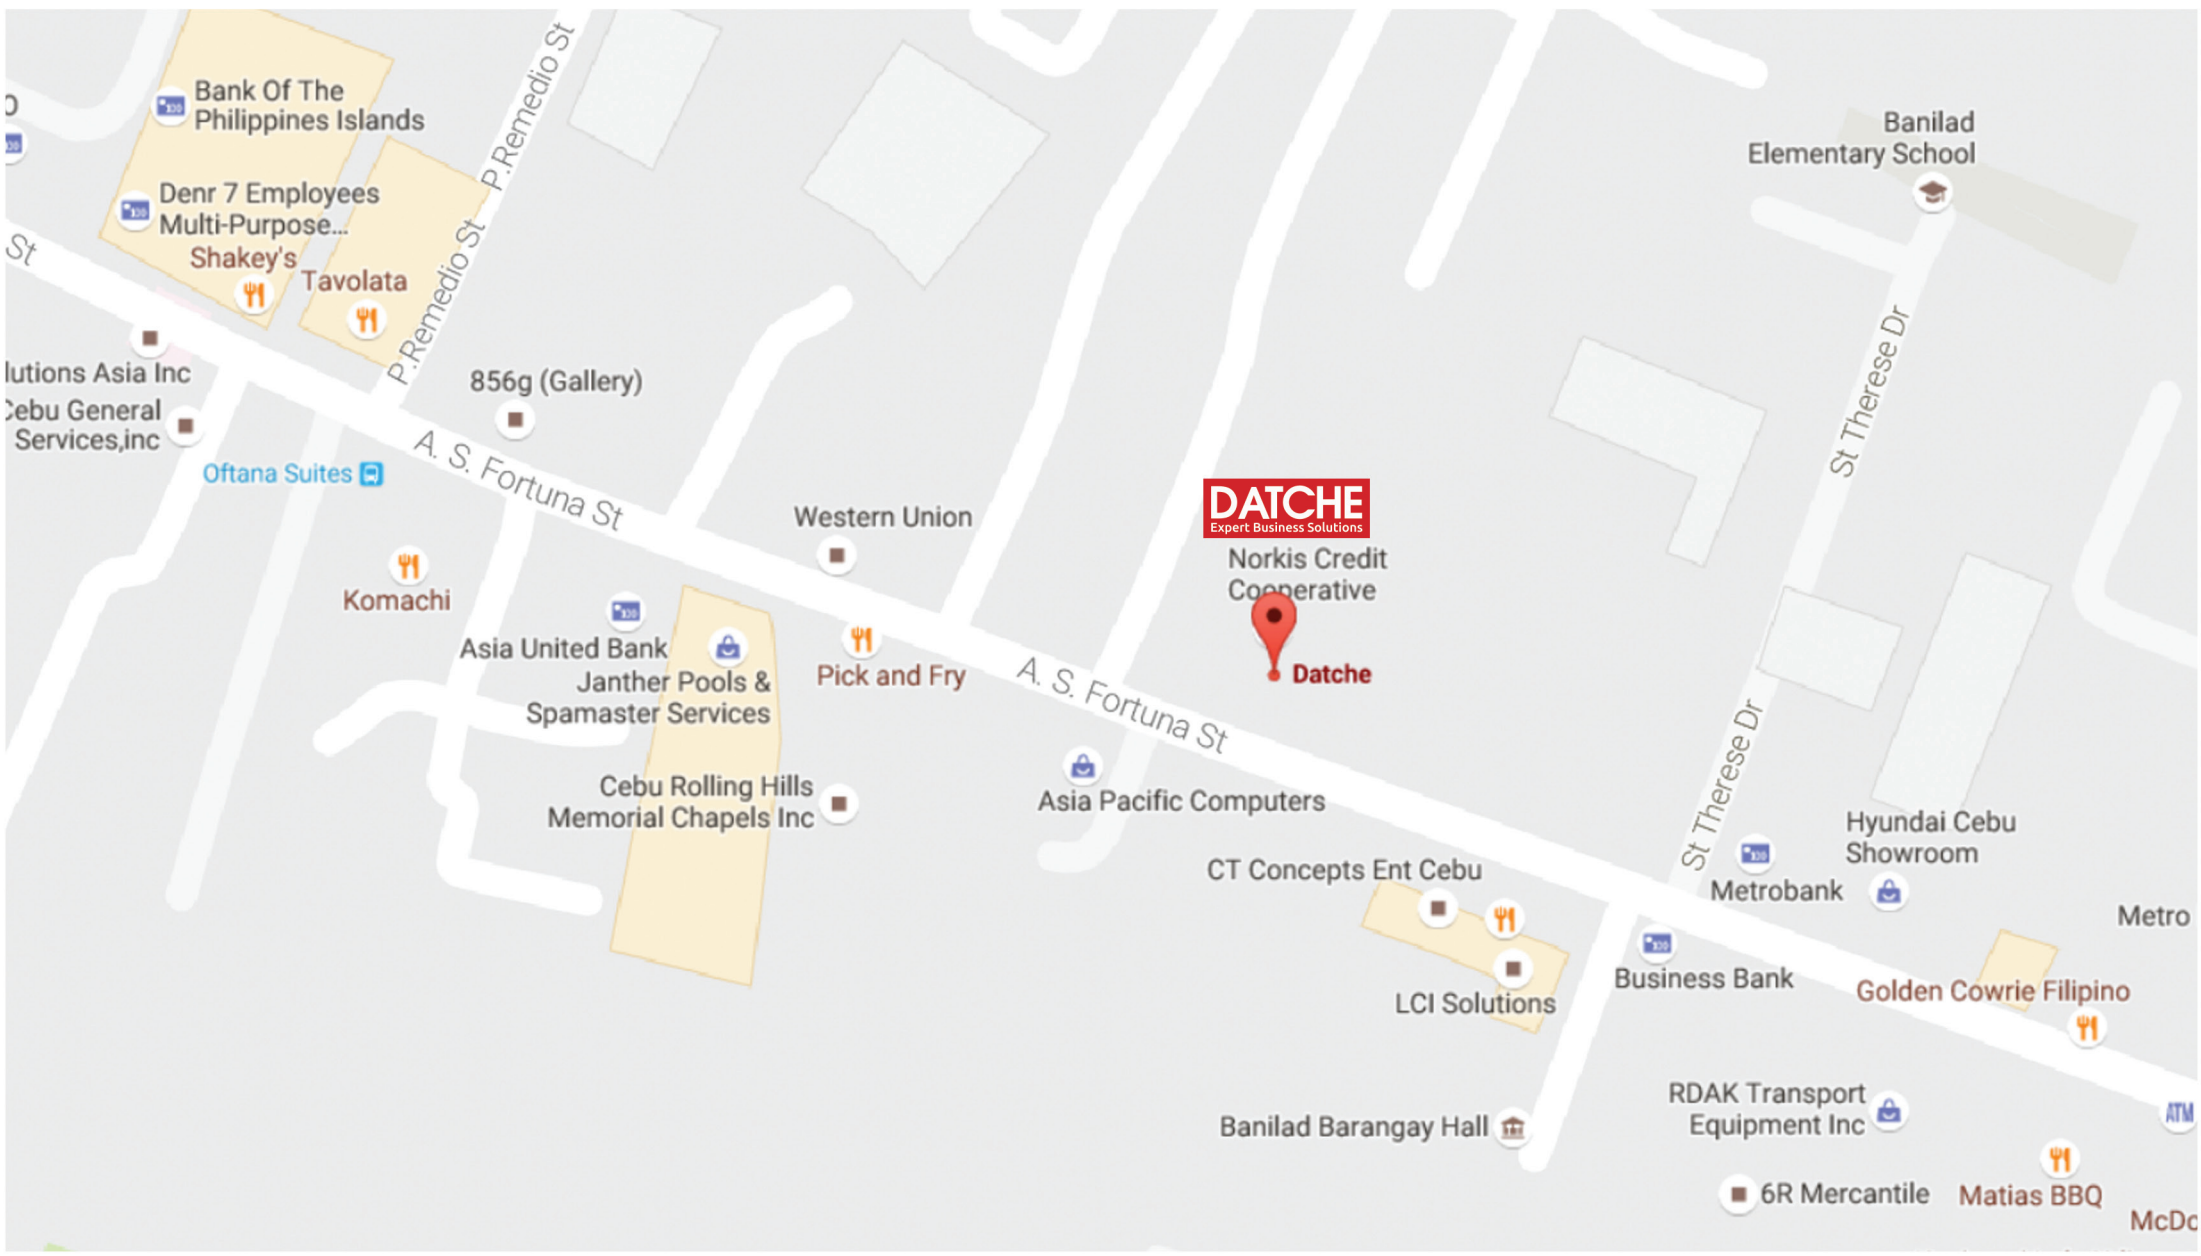 Bank Of The
Philippines Islands
P.Remedio St
Banilad
Elementary School
Denr 7 Employees
Multi-Purpose...
St
Shakey's
Tavolata
P.Remedio St
lutions Asia Inc
856g (Gallery)
Cebu General
Services,inc
St Therese Dr
Oftana Suites
A. S. Fortuna St
Western Union
DATCHE
Expert Business Solutions
Norkis Credit
Cooperative
Komachi
Asia United Bank
Janther Pools &
Spamaster Services
Pick and Fry
Datche
A. S. Fortuna St
Cebu Rolling Hills
Memorial Chapels Inc
Asia Pacific Computers
St Therese Dr
Hyundai Cebu
Showroom
CT Concepts Ent Cebu
Metrobank
Metro
Business Bank
LCI Solutions
Golden Cowrie Filipino
RDAK Transport
Equipment Inc
ATM
Banilad Barangay Hall
6R Mercantile
Matias BBQ
McDo